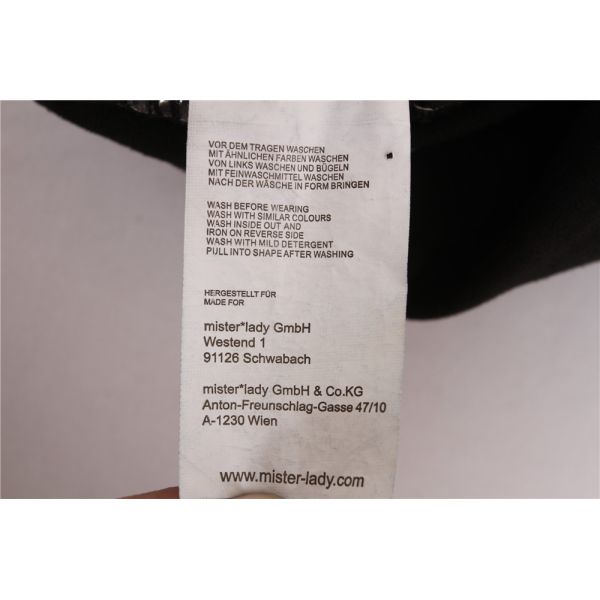 VOR DEM TRAGEN WASCHEN
MIT ÄHNLICHEN FARBEN WASCHEN
VON LINKS WASCHEN UND BÜGELN
MIT FEINWASCHMITTEL WASCHEN
NACH DER WÄSCHE IN FORM BRINGEN
WASH BEFORE WEARING
WASH WITH SIMILAR COLOURS
WASH INSIDE OUT AND
IRON ON REVERSE SIDE
WASH WITH MILD DETERGENT
PULL INTO SHAPE AFTER WASHING
HERGESTELLT FÜR
MADE FOR
mister*lady GmbH
Westend 1
91126 Schwabach
mister*lady GmbH & Co.KG
Anton-Freunschlag-Gasse 47/10
A-1230 Wien
www.mister-lady.com